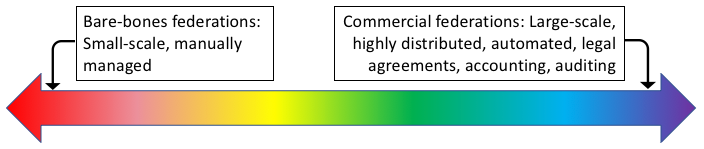 Bare-bones federations:
Small-scale, manually
managed
Commercial federations: Large-scale,
highly distributed, automated, legal
agreements, accounting, auditing